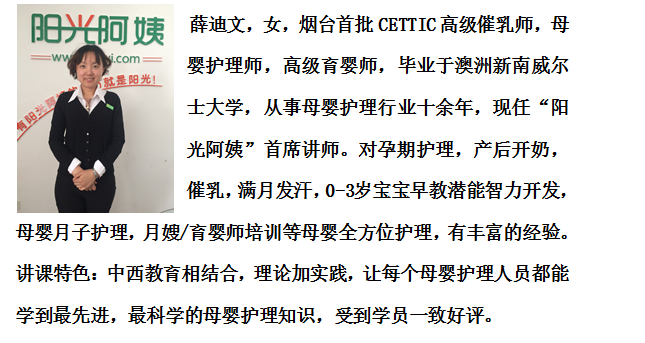 阳光阿姨
www.
.com
有阳光
就是阳光!
薛迪文，女，烟台首批 CETTIC 高级催乳师，母
婴护理师，高级育婴师，毕业于澳洲新南威尔
士大学，从事母婴护理行业十余年，现任“阳
光阿姨”首席讲师。对孕期护理，产后开奶，
催乳，满月发汗，0-3岁宝宝早教潜能智力开发，
母婴月子护理，月嫂/育婴师培训等母婴全方位护理，有丰富的经验。
讲课特色：中西教育相结合，理论加实践，让每个母婴护理人员都能
学到最先进，最科学的母婴护理知识，受到学员一致好评。